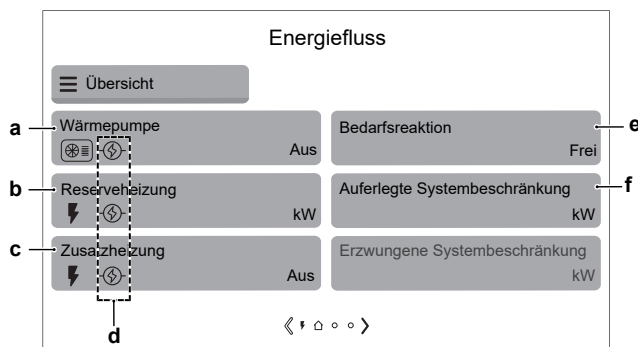 Energiefluss
Übersicht
a
Wärmepumpe
Aus
Bedarfsreaktion
Frei
e
b
Reserveheizung
kW
Auferlegte Systembeschränkung
kW
f
c
Zusatzheizung
Aus
Erzwungene Systembeschränkung
kW
d